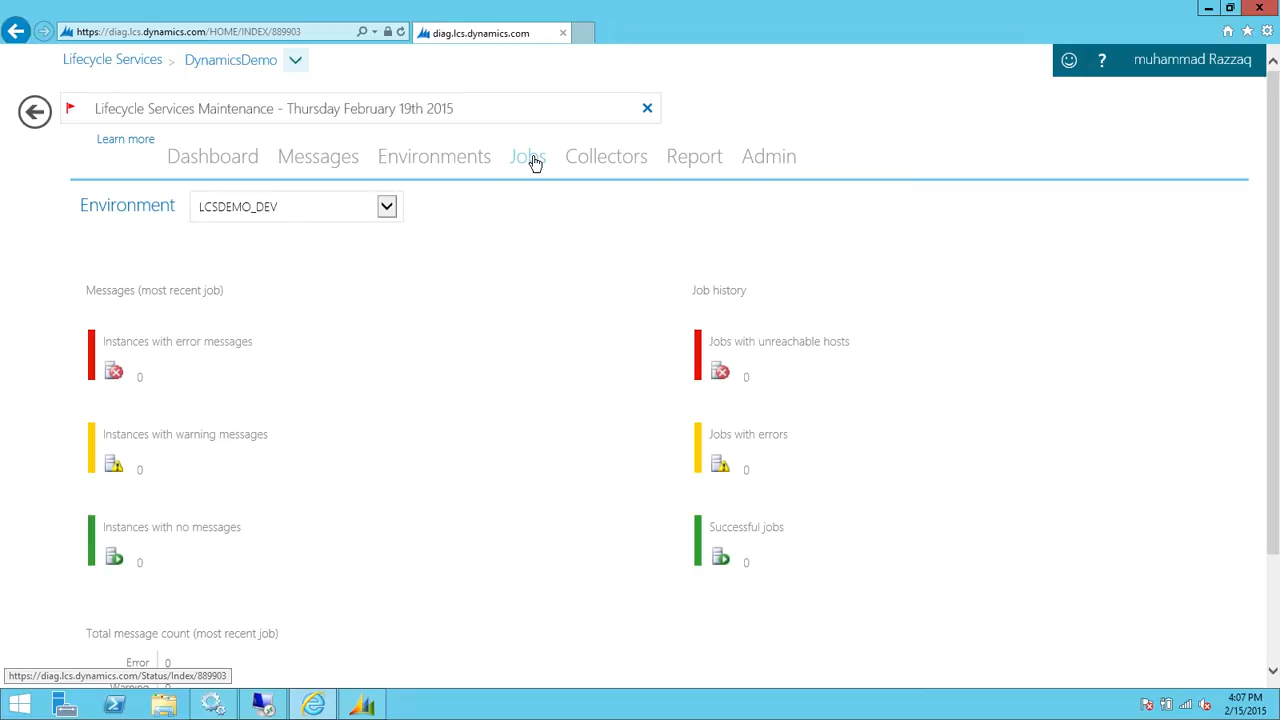 https://diag.lcs.dynamics.com/HOME/INDEX/889903
diag.lcs.dynamics.com
Lifecycle Services > DynamicsDemo
muhammad Razzaq
?
Lifecycle Services Maintenance - Thursday February 19th 2015
Learn more
Dashboard Messages Environments Jobs Collectors Report Admin
Environment LCSDEMO_DEV
Messages (most recent job)
Job history
Instances with error messages
0
Jobs with unreachable hosts
0
Instances with warning messages
0
Jobs with errors
0
Instances with no messages
0
Successful jobs
0
Total message count (most recent job)
Error 0
https://diag.lcs.dynamics.com/Status/Index/889903
4:07 PM
2/15/2015